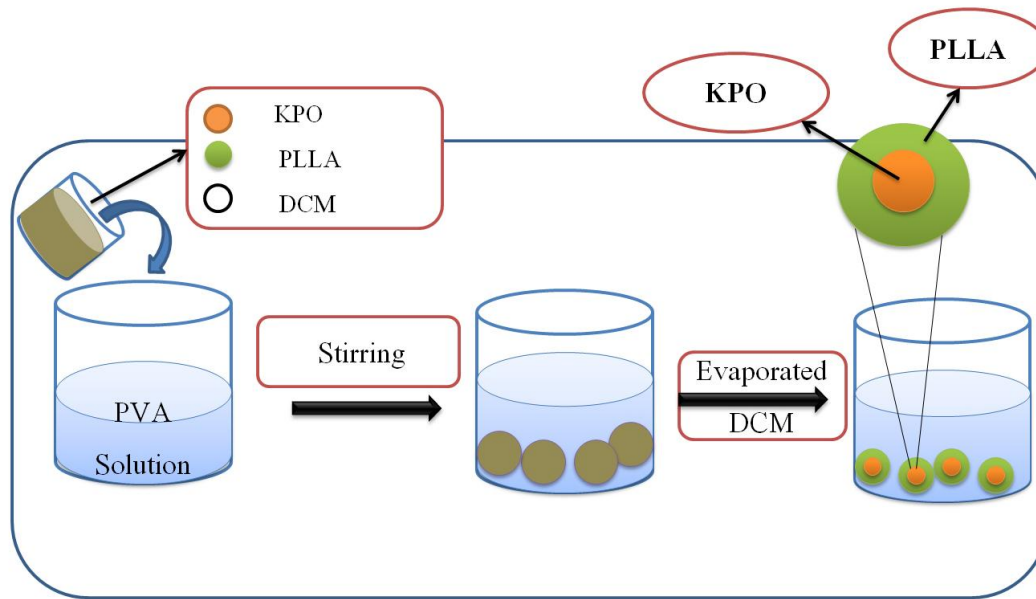 PLLA
KPO
KPO
PLLA
DCM
PVA
Solution
Stirring
Evaporated
DCM